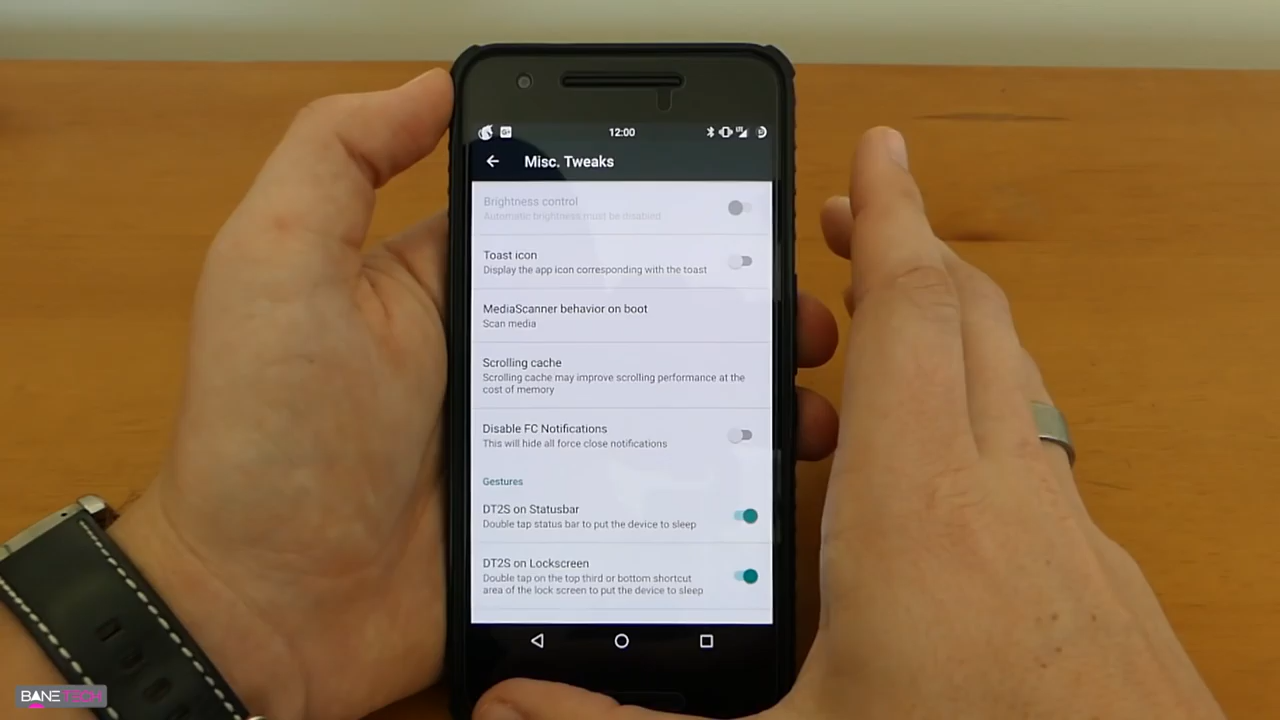 12:00
Misc. Tweaks
Brightness control
Automatic brightness must be disabled
Toast icon
Display the app icon corresponding with the toast
MediaScanner behavior on boot
Scan media
Scrolling cache
Scrolling cache may improve scrolling performance at the
cost of memory
Disable FC Notifications
This will hide all force close notifications
Gestures
DT2S on Statusbar
Double tap status bar to put the device to sleep
DT2S on Lockscreen
Double tap on the top third or bottom shortcut
area of the lock screen to put the device to sleep
BANE TECH